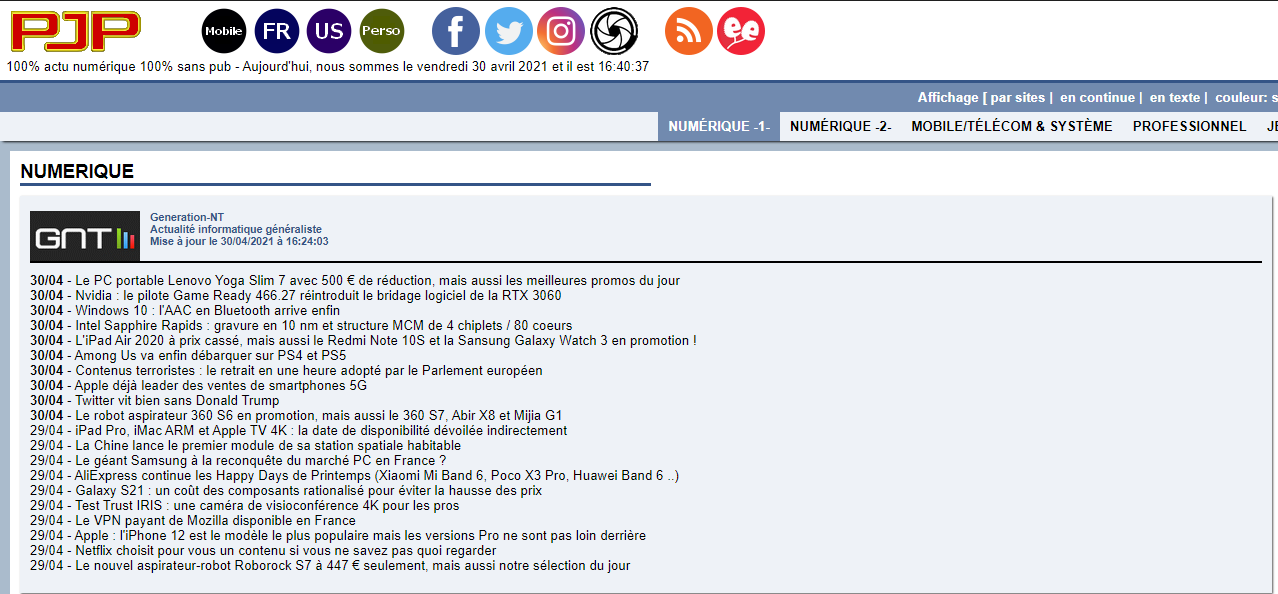 PJP
Mobile FR US Perso
100% actu numérique 100% sans pub - Aujourd'hui, nous sommes le vendredi 30 avril 2021 et il est 16:40:37
Affichage [ par sites | en continue | en texte | couleur: s
NUMÉRIQUE -1- NUMÉRIQUE -2- MOBILE/TÉLÉCOM & SYSTÈME PROFESSIONNEL JE
NUMERIQUE
GNT
Generation-NT
Actualité informatique généraliste
Mise à jour le 30/04/2021 à 16:24:03
30/04 - Le PC portable Lenovo Yoga Slim 7 avec 500 € de réduction, mais aussi les meilleures promos du jour
30/04 - Nvidia : le pilote Game Ready 466.27 réintroduit le bridage logiciel de la RTX 3060
30/04 - Windows 10 : l'AAC en Bluetooth arrive enfin
30/04 - Intel Sapphire Rapids : gravure en 10 nm et structure MCM de 4 chiplets / 80 coeurs
30/04 - L'iPad Air 2020 à prix cassé, mais aussi le Redmi Note 10S et la Sansung Galaxy Watch 3 en promotion !
30/04 - Among Us va enfin débarquer sur PS4 et PS5
30/04 - Contenus terroristes : le retrait en une heure adopté par le Parlement européen
30/04 - Apple déjà leader des ventes de smartphones 5G
30/04 - Twitter vit bien sans Donald Trump
30/04 - Le robot aspirateur 360 S6 en promotion, mais aussi le 360 S7, Abir X8 et Mijia G1
29/04 - iPad Pro, iMac ARM et Apple TV 4K : la date de disponibilité dévoilée indirectement
29/04 - La Chine lance le premier module de sa station spatiale habitable
29/04 - Le géant Samsung à la reconquête du marché PC en France ?
29/04 - AliExpress continue les Happy Days de Printemps (Xiaomi Mi Band 6, Poco X3 Pro, Huawei Band 6 ..)
29/04 - Galaxy S21 : un coût des composants rationalisé pour éviter la hausse des prix
29/04 - Test Trust IRIS : une caméra de visioconférence 4K pour les pros
29/04 - Le VPN payant de Mozilla disponible en France
29/04 - Apple : l'iPhone 12 est le modèle le plus populaire mais les versions Pro ne sont pas loin derrière
29/04 - Netflix choisit pour vous un contenu si vous ne savez pas quoi regarder
29/04 - Le nouvel aspirateur-robot Roborock S7 à 447 € seulement, mais aussi notre sélection du jour